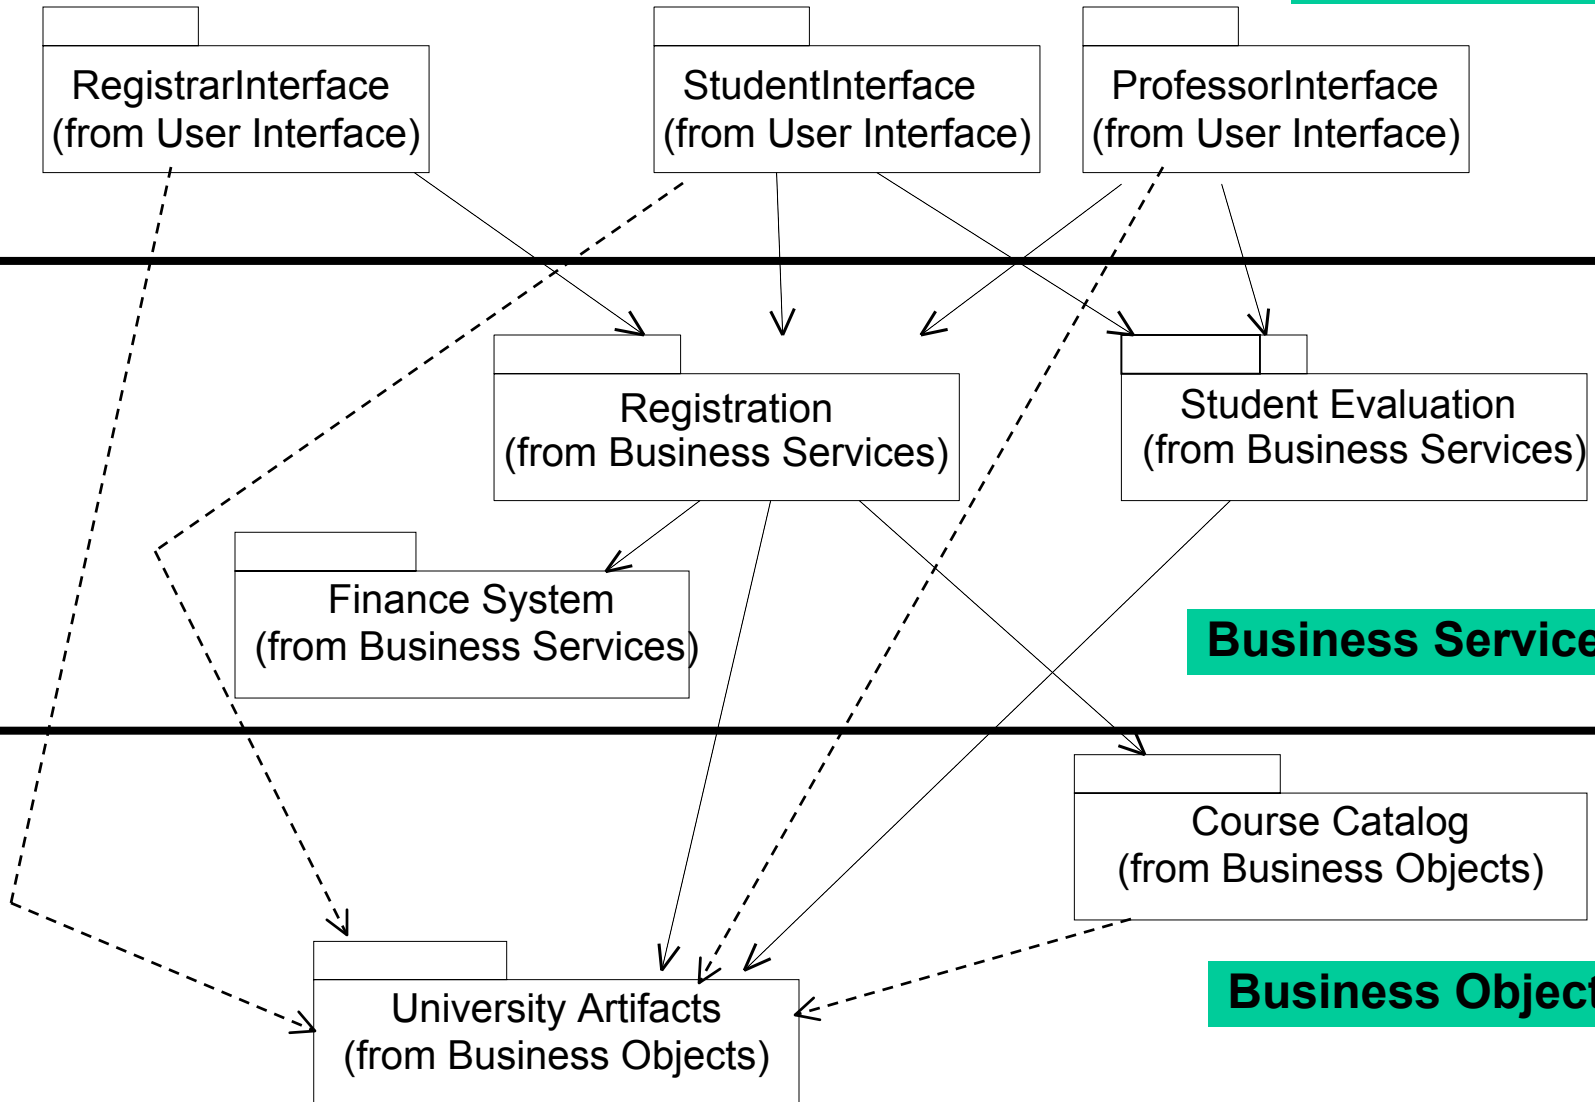 RegistrarInterface
(from User Interface)
StudentInterface
(from User Interface)
ProfessorInterface
(from User Interface)
Registration
(from Business Services)
Student Evaluation
(from Business Services)
Finance System
(from Business Services)
Business Service
Course Catalog
(from Business Objects)
University Artifacts
(from Business Objects)
Business Object